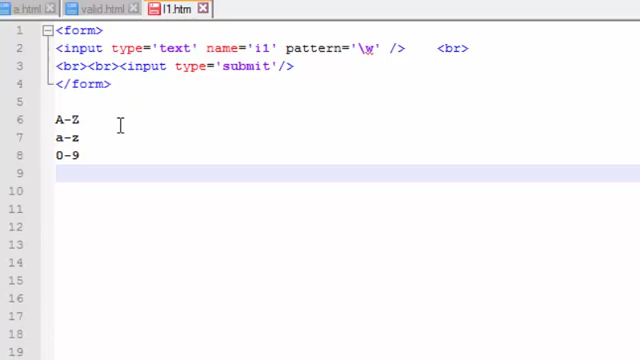 a.html valid.html l1.htm
1 <form>
2 <input type='text' name='i1' pattern='\w' /> <br>
3 <br><br><input type='submit'/>
4 </form>
5
6 A-Z
7 a-z
8 0-9
9
10
11
12
13
14
15
16
17
18
19